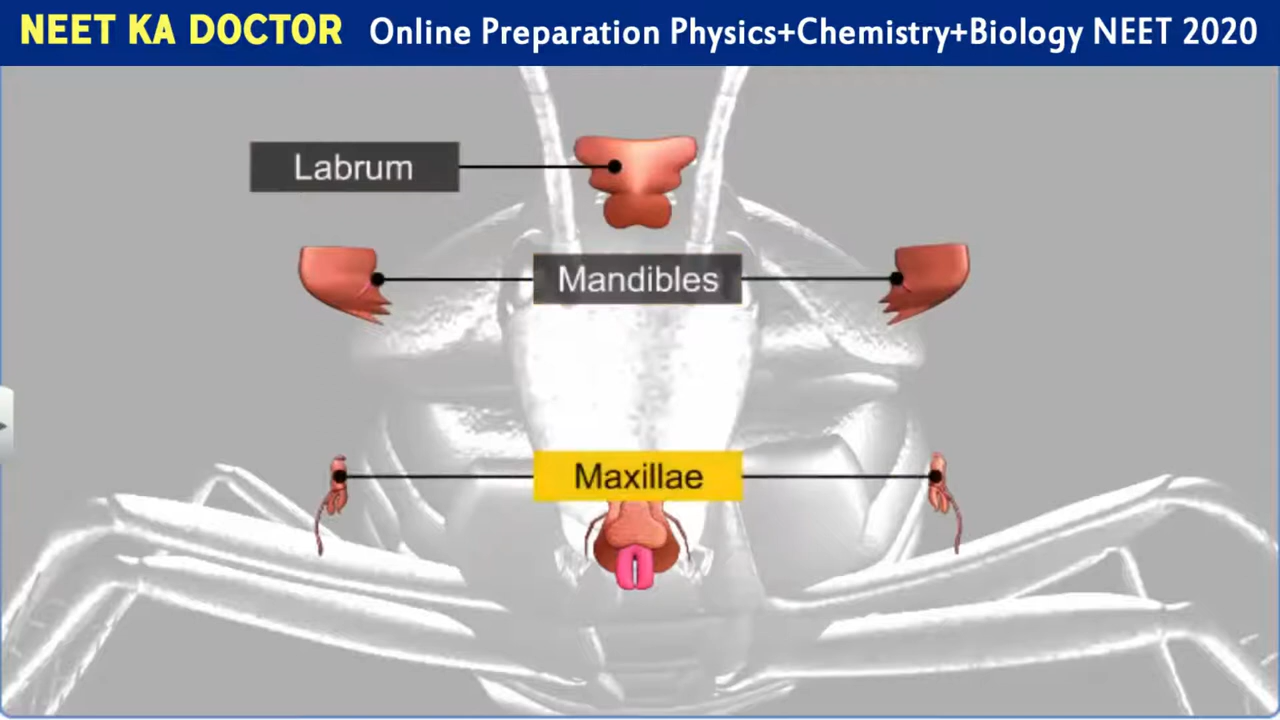 NEET KA DOCTOR Online Preparation Physics+Chemistry+Biology NEET 2020
Labrum
Mandibles
Maxillae